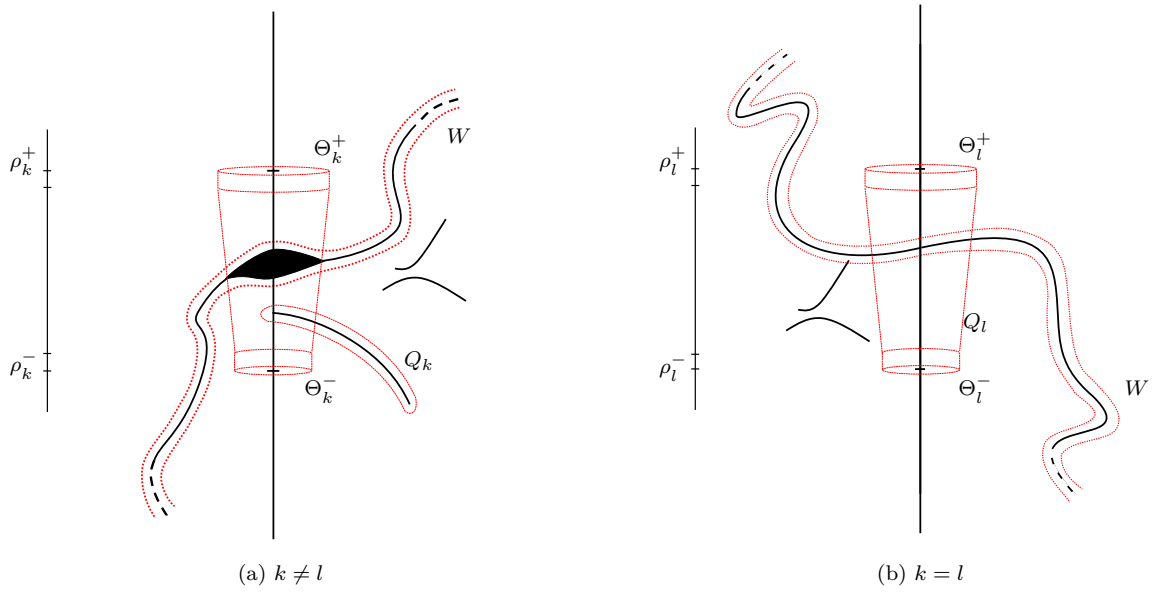 Θ_k^+
W
ρ_k^+
ρ_k^-
Q_k
Θ_k^-
(a) k ≠ l
Θ_l^+
ρ_l^+
Q_l
ρ_l^-
Θ_l^-
W
(b) k = l